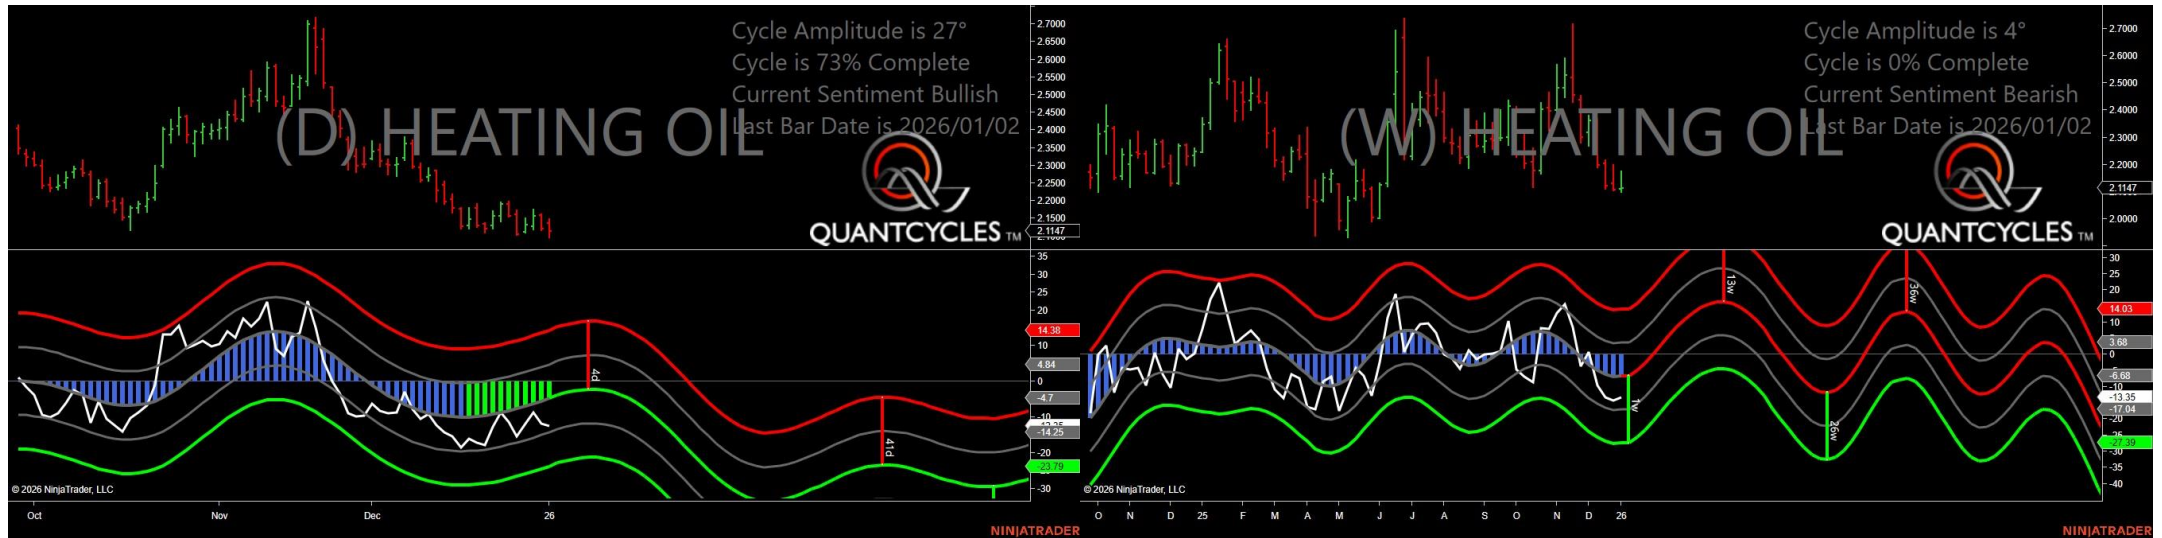 Cycle Amplitude is 27°
Cycle is 73% Complete
Current Sentiment Bullish
Last Bar Date is 2026/01/02
(D) HEATING OIL
QUANTCYCLES TM
2.7000
2.6500
2.6000
2.5500
2.5000
2.4500
2.4000
2.3500
2.3000
2.2500
2.2000
2.1500
2.1147
35
30
25
20
14.38
10
4.84
0
-4.7
-10
-14.25
-20
-23.79
-30
4d
41d
© 2026 NinjaTrader, LLC
Oct Nov Dec 26
NINJATRADER
Cycle Amplitude is 4°
Cycle is 0% Complete
Current Sentiment Bearish
Last Bar Date is 2026/01/02
(W) HEATING OIL
QUANTCYCLES TM
2.7000
2.6000
2.5000
2.4000
2.3000
2.2000
2.1147
2.0000
30
25
20
14.03
10
3.68
0
-6.68
-10
-13.35
-17.04
-20
-27.39
-30
-35
-40
1w
13w
26w
36w
© 2026 NinjaTrader, LLC
O N D 25 F M A M J J A S O N D 26
NINJATRADER